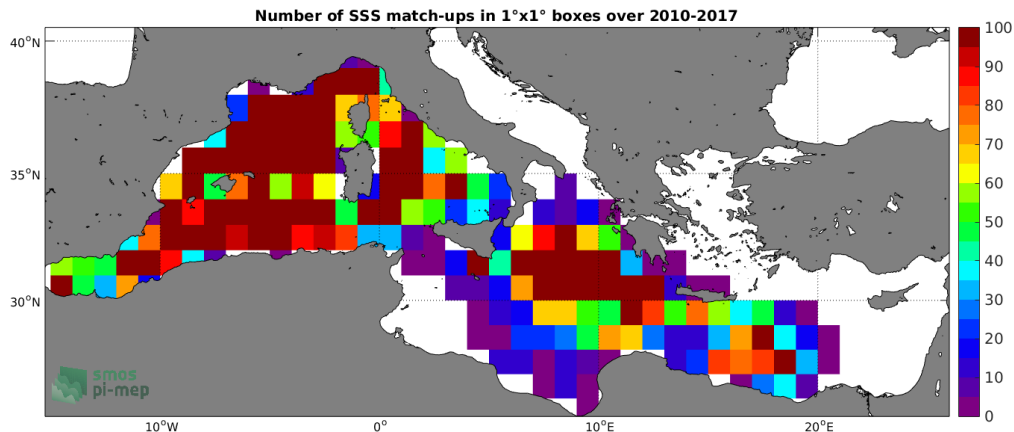 Number of SSS match-ups in 1°x1° boxes over 2010-2017
40°N
35°N
30°N
10°W
0°
10°E
20°E
100
90
80
70
60
50
40
30
20
10
0
smos
pi-mep